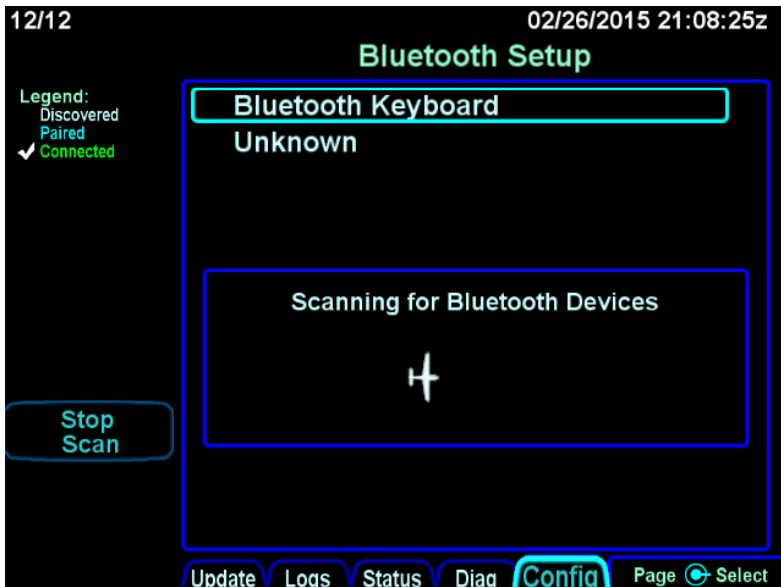 12/12
02/26/2015 21:08:25z
Bluetooth Setup
Legend:
Discovered
Paired
Connected
Bluetooth Keyboard
Unknown
Scanning for Bluetooth Devices
Stop
Scan
Update
Logs
Status
Diag
Config
Page
Select